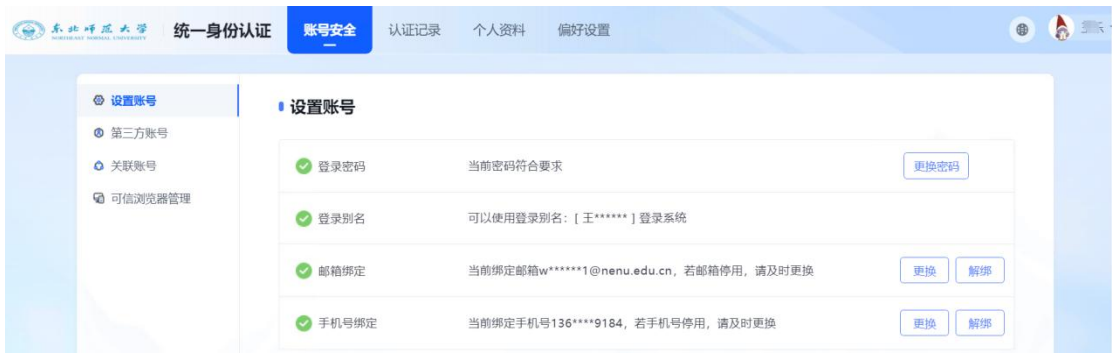 东北师范大学 统一身份认证 账号安全 认证记录 个人资料 偏好设置
NORTHEAST NORMAL UNIVERSITY
设置账号
第三方账号
关联账号
可信浏览器管理
设置账号
登录密码 当前密码符合要求 更换密码
登录别名 可以使用登录别名：[ 王****** ] 登录系统
邮箱绑定 当前绑定邮箱w******1@nenu.edu.cn，若邮箱停用，请及时更换 更换 解绑
手机号绑定 当前绑定手机号136****9184，若手机号停用，请及时更换 更换 解绑